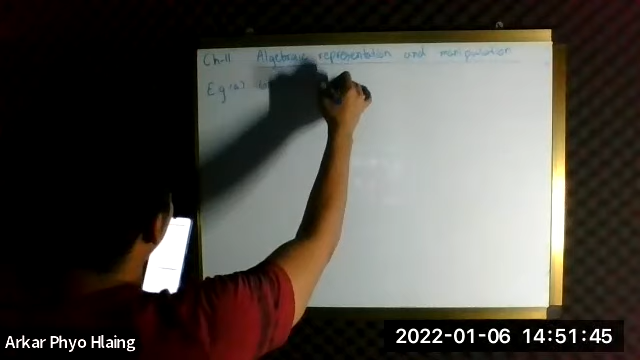 Ch-11 Algebraic representation and manipulation
Eg (a)
Arkar Phyo Hlaing
2022-01-06 14:51:45